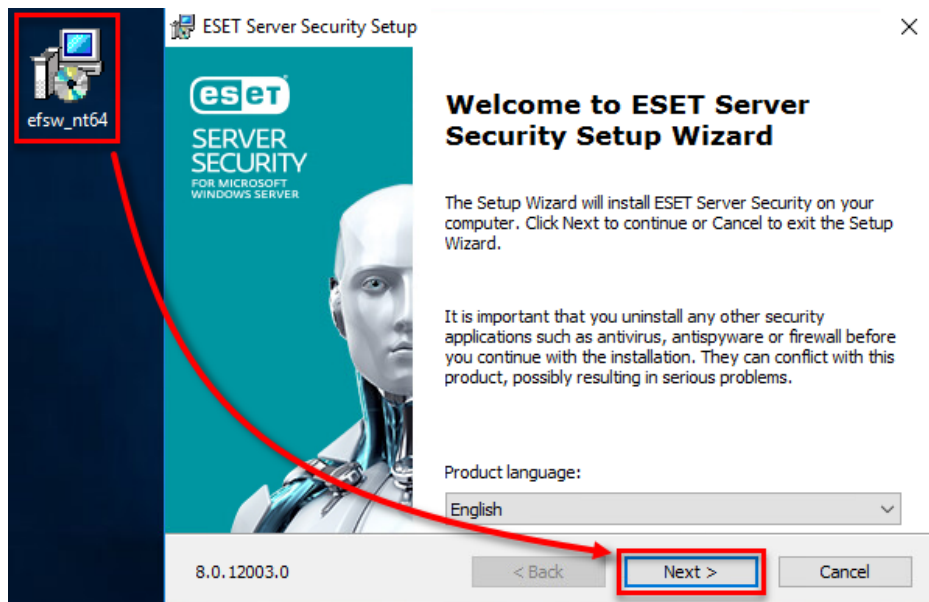 efsw_nt64
ESET Server Security Setup
eset
SERVER
SECURITY
FOR MICROSOFT
WINDOWS SERVER
Welcome to ESET Server
Security Setup Wizard
The Setup Wizard will install ESET Server Security on your
computer. Click Next to continue or Cancel to exit the Setup
Wizard.
It is important that you uninstall any other security
applications such as antivirus, antispyware or firewall before
you continue with the installation. They can conflict with this
product, possibly resulting in serious problems.
Product language:
English
8.0.12003.0
< Back
Next >
Cancel